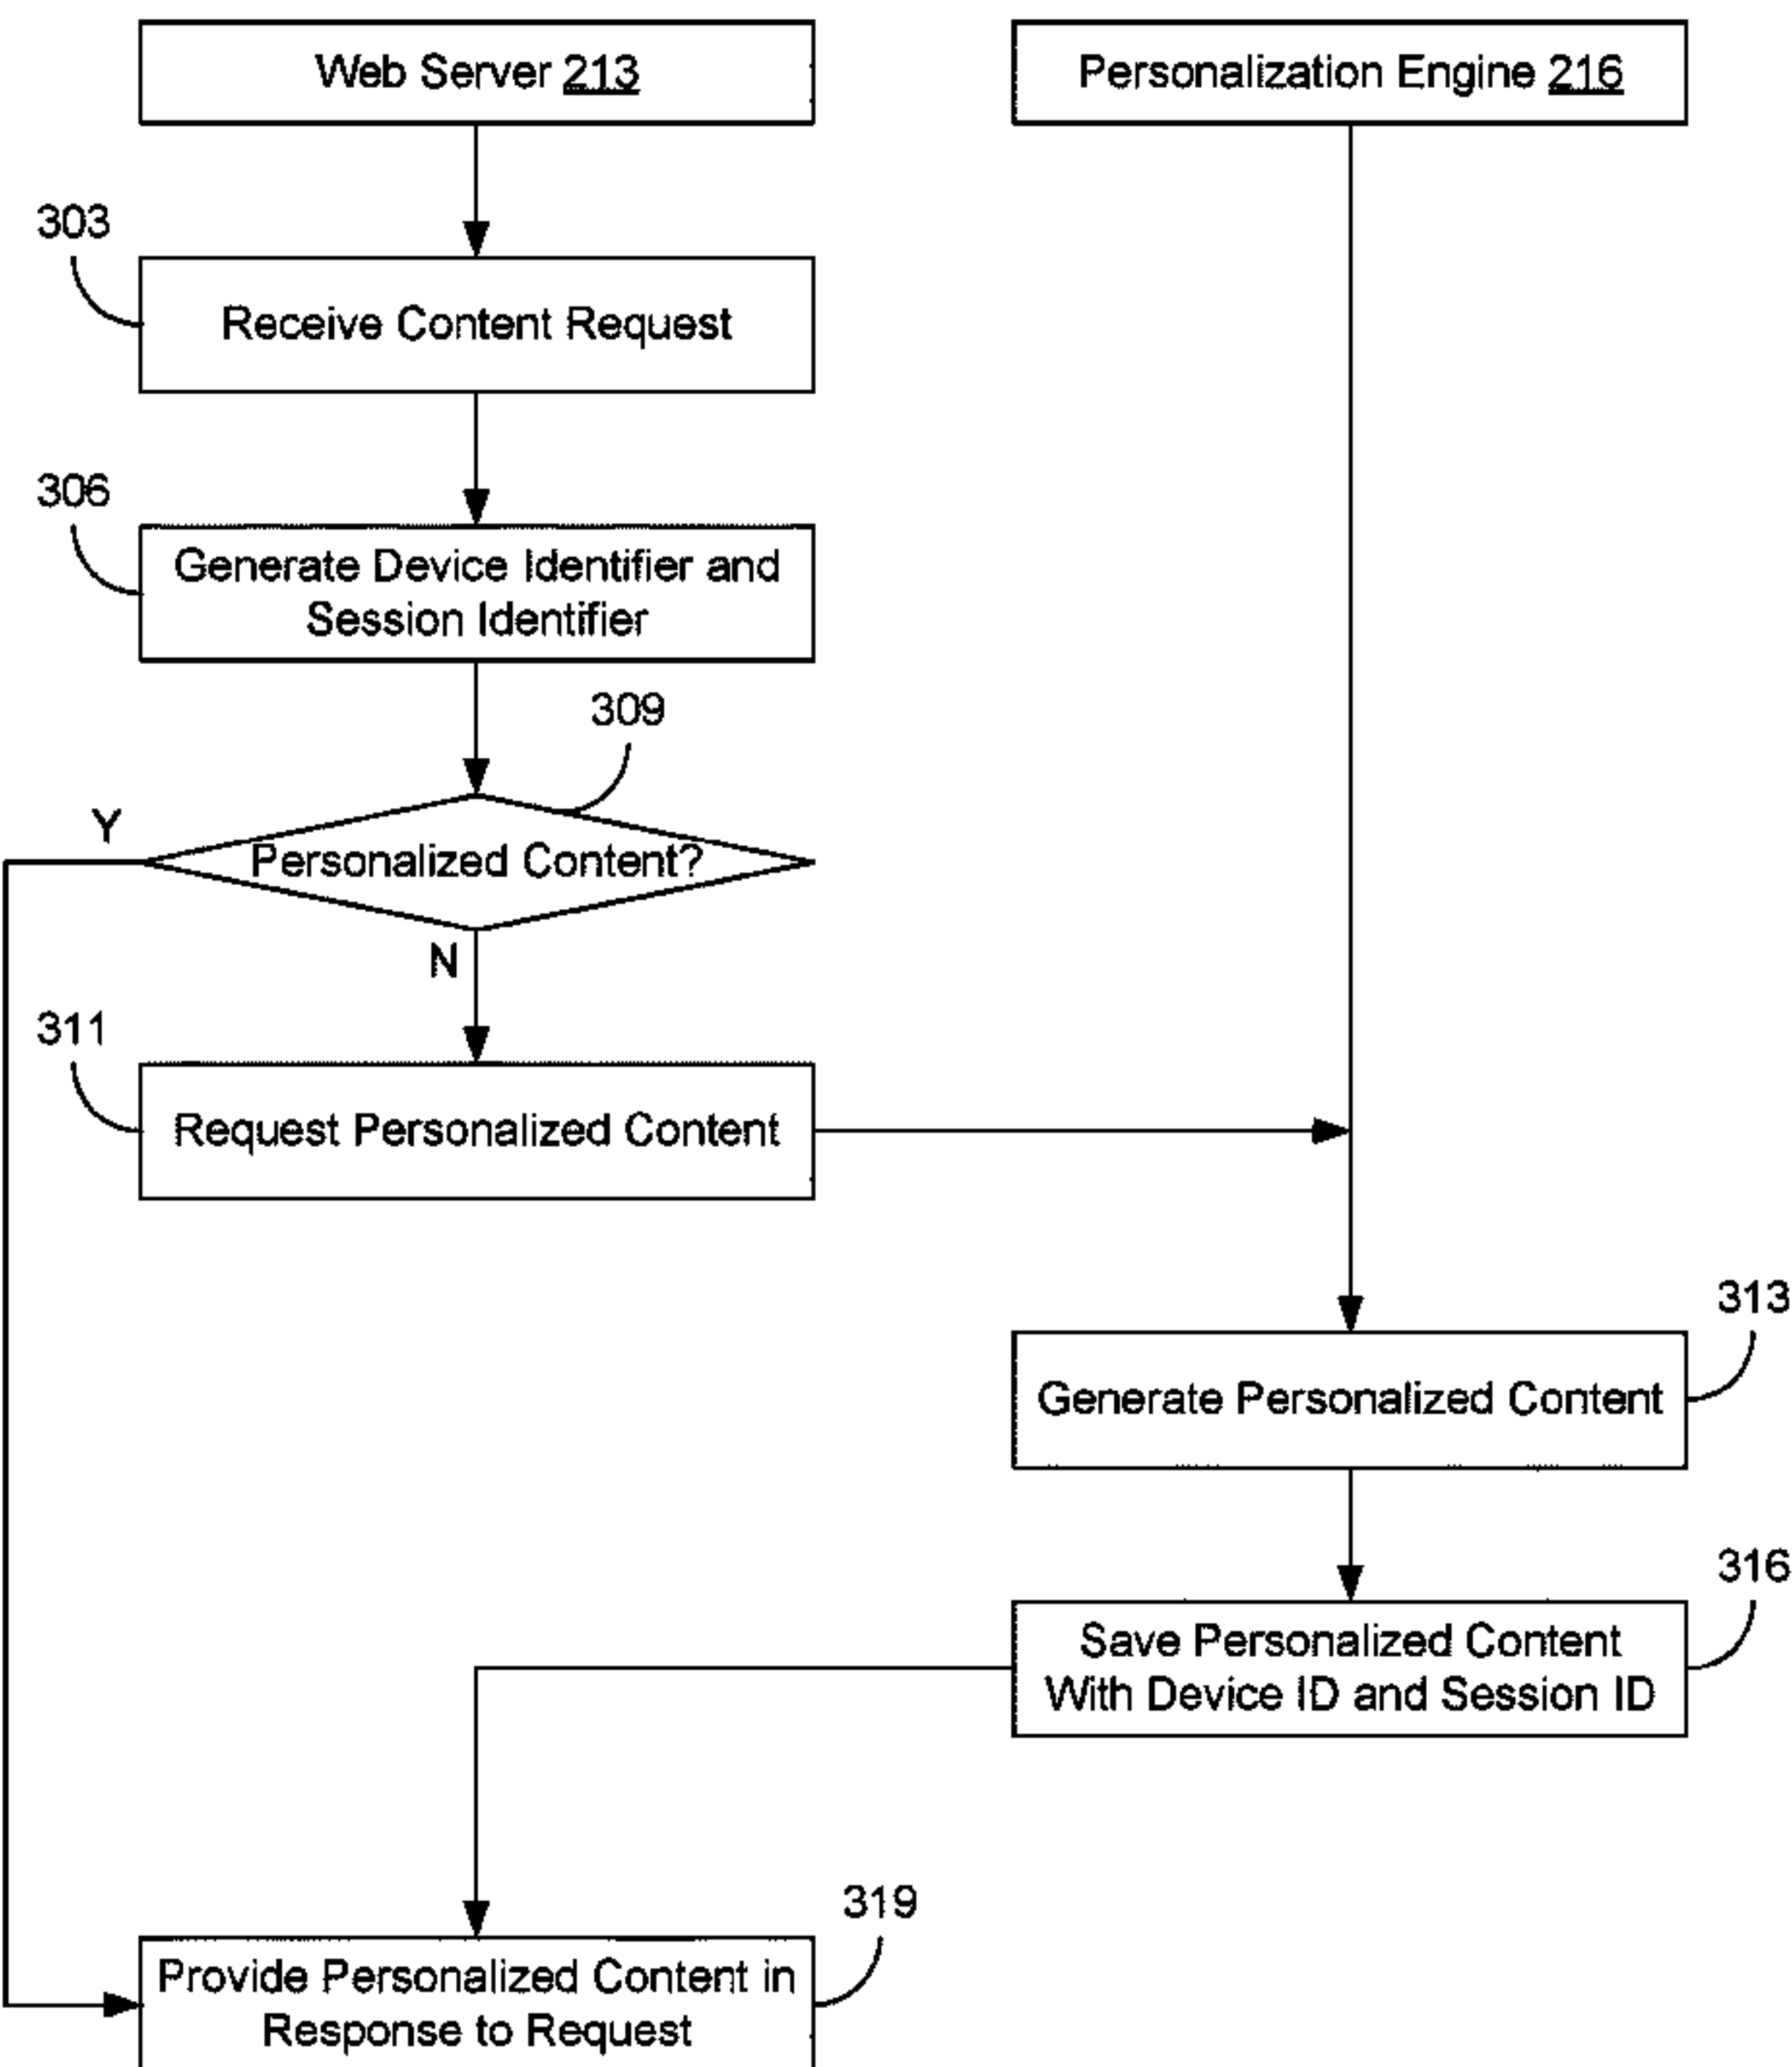 Web Server 213
Personalization Engine 216
303
Receive Content Request
306
Generate Device Identifier and
Session Identifier
309
Y
Personalized Content?
N
311
Request Personalized Content
313
Generate Personalized Content
316
Save Personalized Content
With Device ID and Session ID
319
Provide Personalized Content in
Response to Request